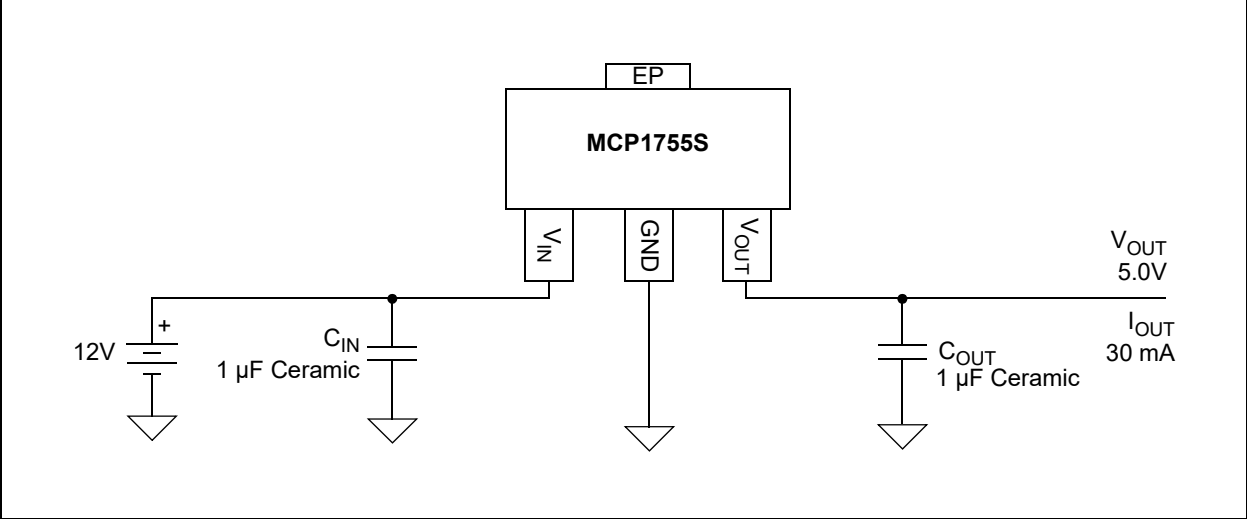 EP
MCP1755S
VIN
GND
VOUT
VOUT
5.0V
+
12V
CIN
1 µF Ceramic
IOUT
30 mA
COUT
1 µF Ceramic